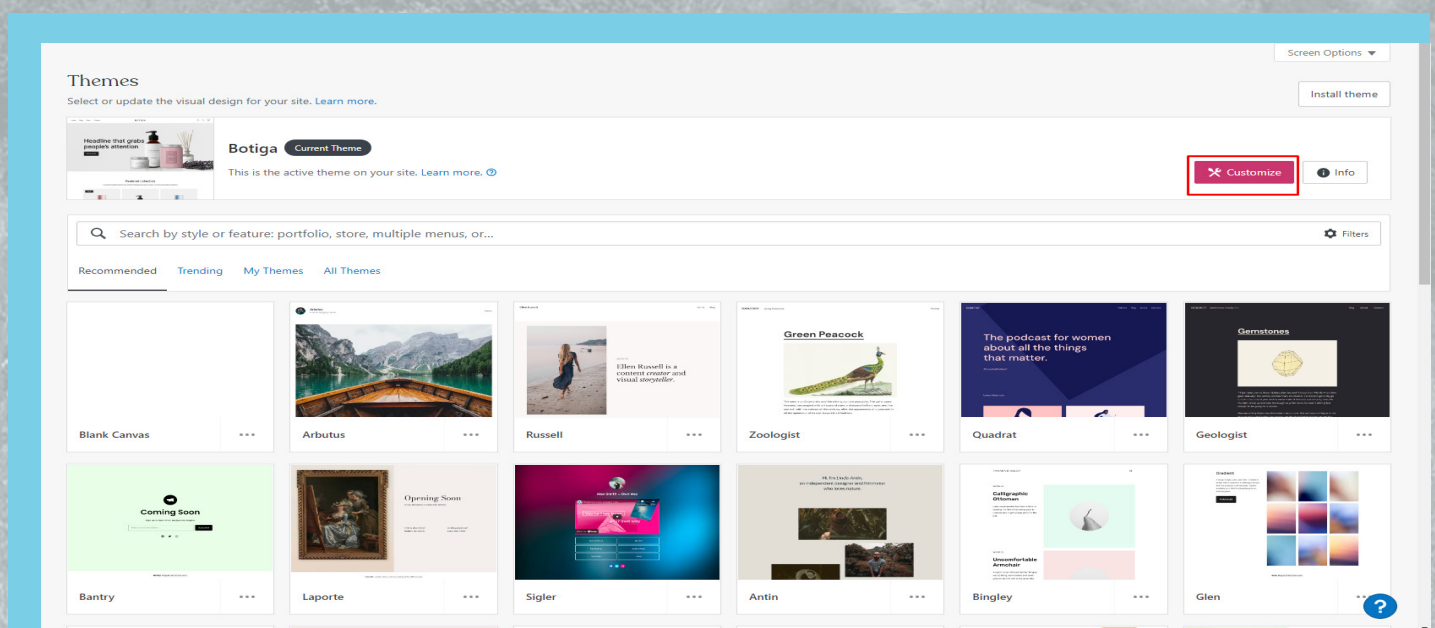 Screen Options
Themes
Select or update the visual design for your site. Learn more.
Install theme
Headline that grabs
people's attention
Botiga
Current Theme
This is the active theme on your site. Learn more.
Customize
Info
Search by style or feature: portfolio, store, multiple menus, or...
Filters
Recommended Trending My Themes All Themes
Ellen Russell is a
content creator and
visual storyteller.
Green Peacock
The podcast for women
about all the things
that matter.
Gemstones
Blank Canvas
Arbutus
Russell
Zoologist
Quadrat
Geologist
Coming Soon
Opening Soon
Calligraphic
Ottoman
Uncomfortable
Armchair
Bantry
Laporte
Sigler
Antin
Bingley
Glen
?